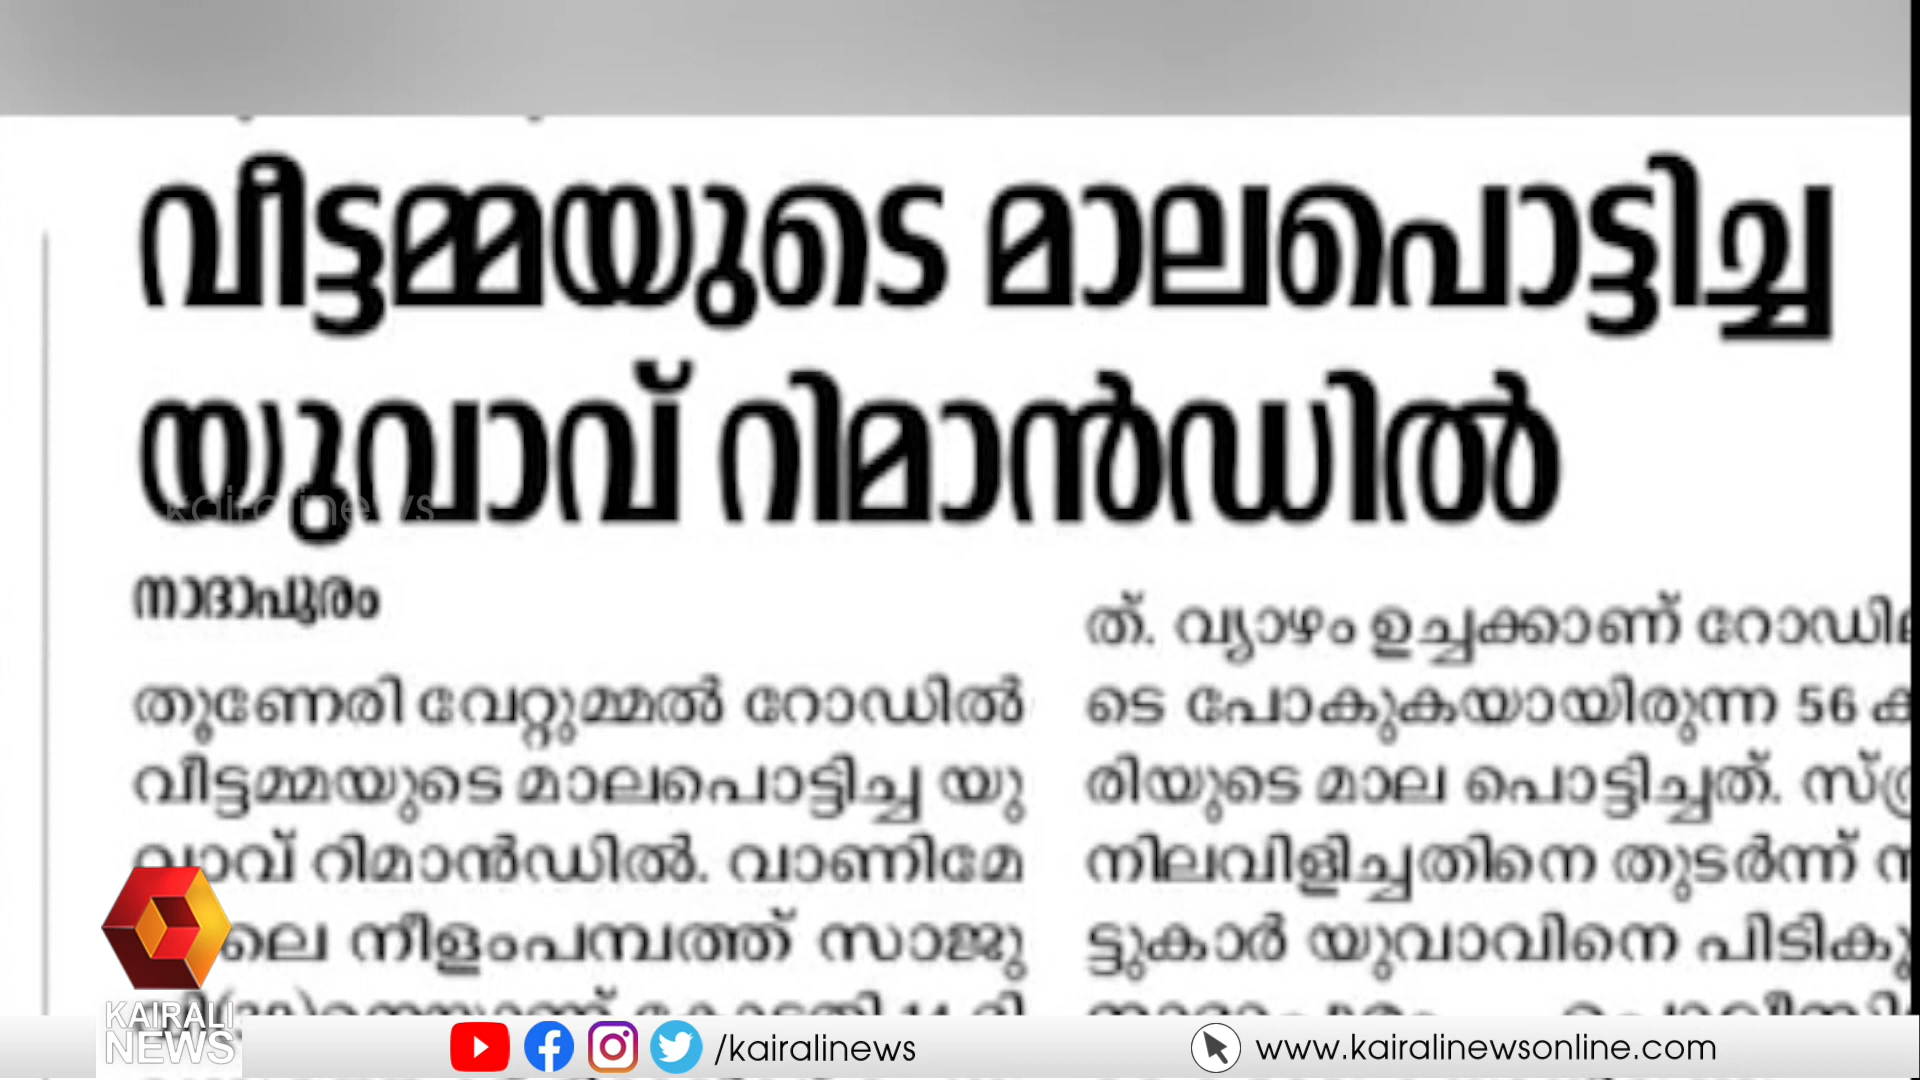 വീട്ടമ്മയുടെ മാലപൊട്ടിച്ച
യുവാവ് റിമാൻഡിൽ
kairalinews
നാദാപുരം
തൂണേരി വേറ്റുമ്മൽ റോഡിൽ
വീട്ടമ്മയുടെ മാലപൊട്ടിച്ച യു
വാവ് റിമാൻഡിൽ. വാണിമേ
ലെ നീളംപമ്പത്ത് സാജു
ത്. വ്യാഴം ഉച്ചക്കാണ് റോഡില
ടെ പോകുകയായിരുന്ന 56 ക
രിയുടെ മാല പൊട്ടിച്ചത്. സ്ത്ര
നിലവിളിച്ചതിനെ തുടർന്ന് ന
ട്ടുകാർ യുവാവിനെ പിടികൂ
KAIRALI
NEWS
/kairalinews
www.kairalinewsonline.com